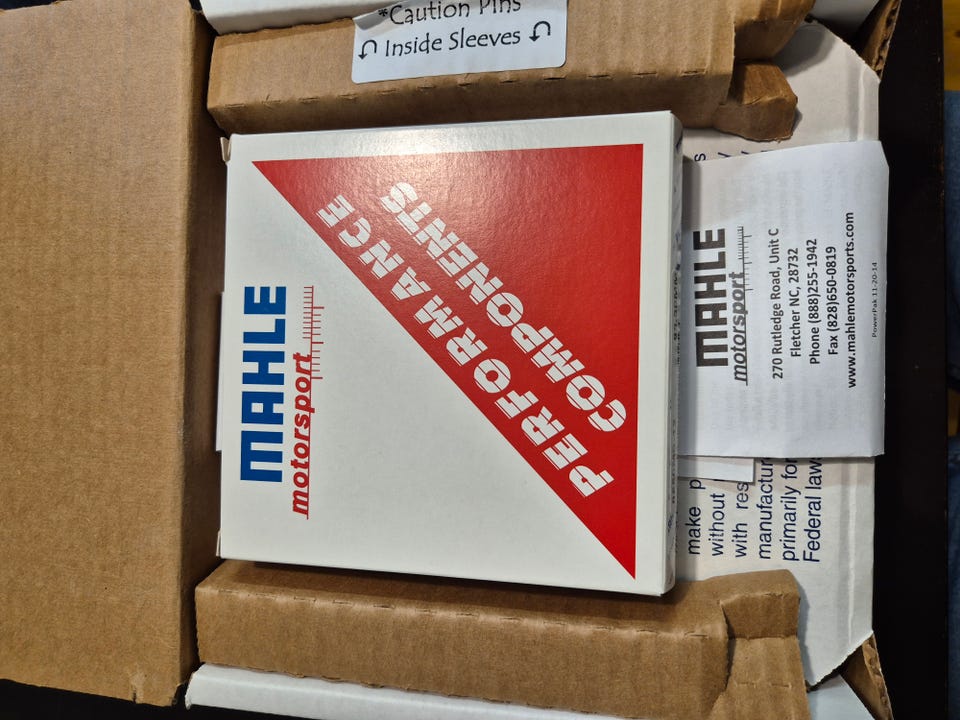 *Caution Pins
Inside Sleeves
MAHLE
motorsport
PERFORMANCE
COMPONENTS
MAHLE
motorsport
270 Rutledge Road, Unit C
Fletcher NC, 28732
Phone (888)255-1942
Fax (828)650-0819
www.mahlemotorsports.com
PowerPak 11-20-14
make p
without
with res
manufacture
primarily for
Federal laws